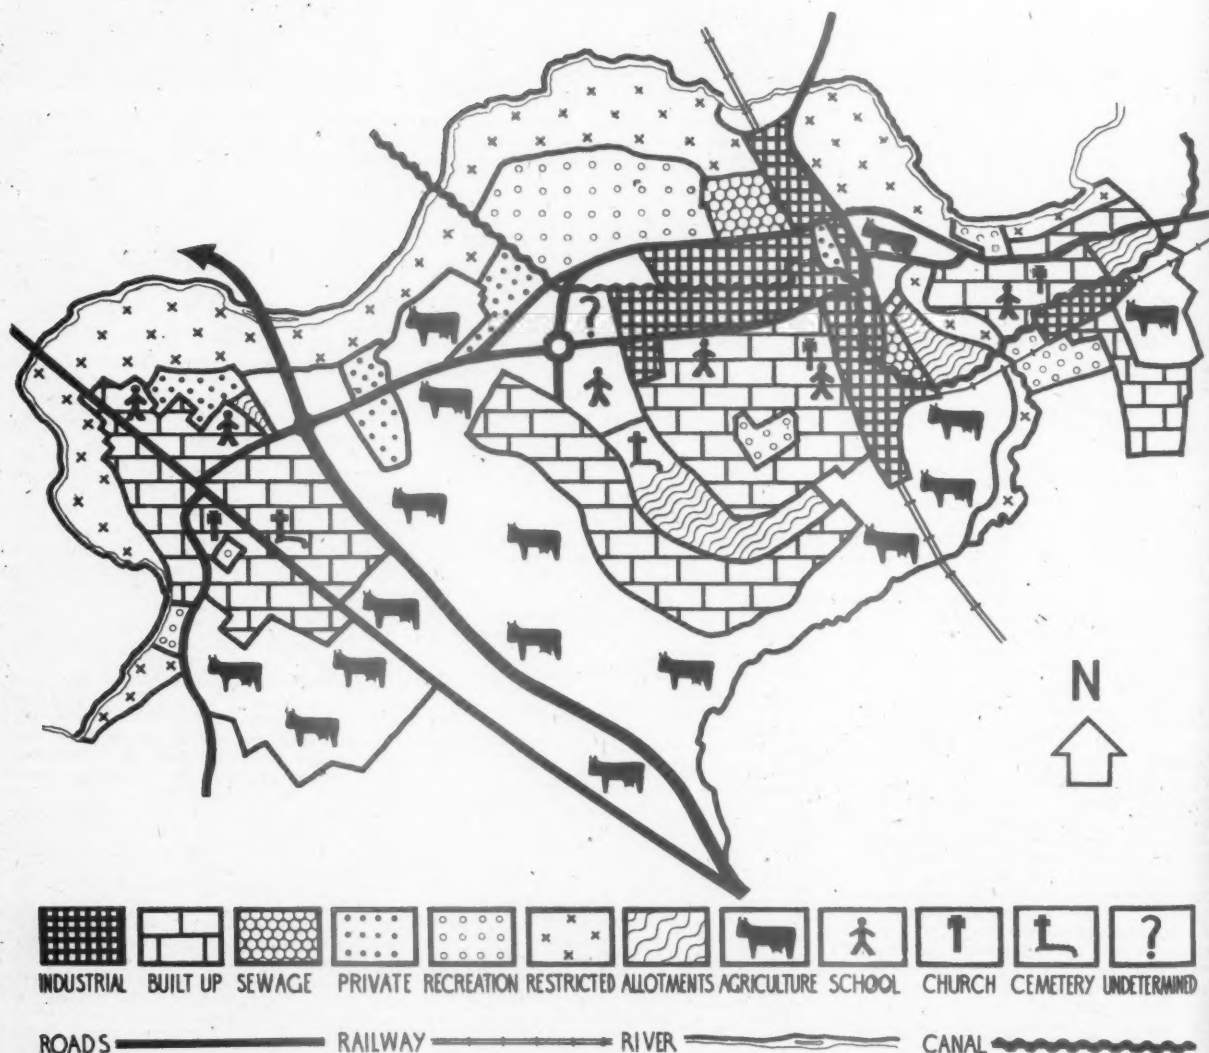 ?
N
INDUSTRIAL BUILT UP SEWAGE PRIVATE RECREATION RESTRICTED ALLOTMENTS AGRICULTURE SCHOOL CHURCH CEMETERY ? UNDETERMINED
ROADS RAILWAY RIVER CANAL